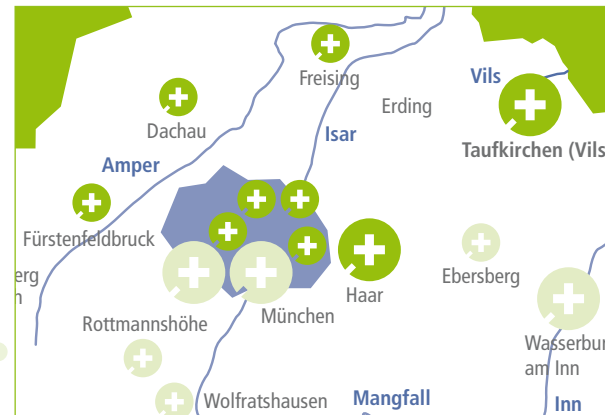 Freising
Vils
Erding
Dachau
Isar
Taufkirchen (Vils
Amper
Fürstenfeldbruck
erg
Ebersberg
Haar
München
Rottmannshöhe
Wasserbur
am Inn
Wolfratshausen
Mangfall
Inn